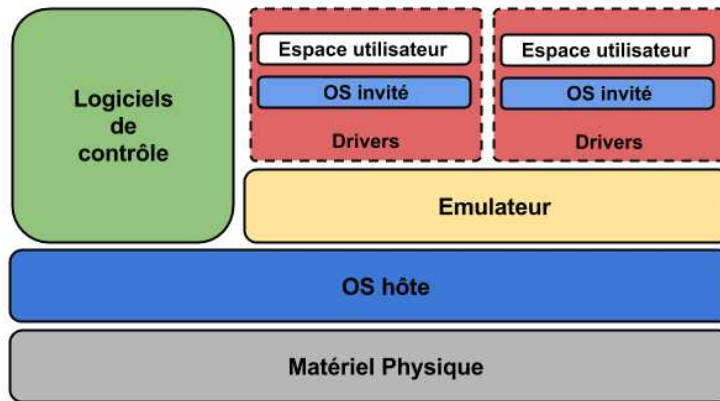 Logiciels
de
contrôle
Espace utilisateur
OS invité
Drivers
Espace utilisateur
OS invité
Drivers
Emulateur
OS hôte
Matériel Physique